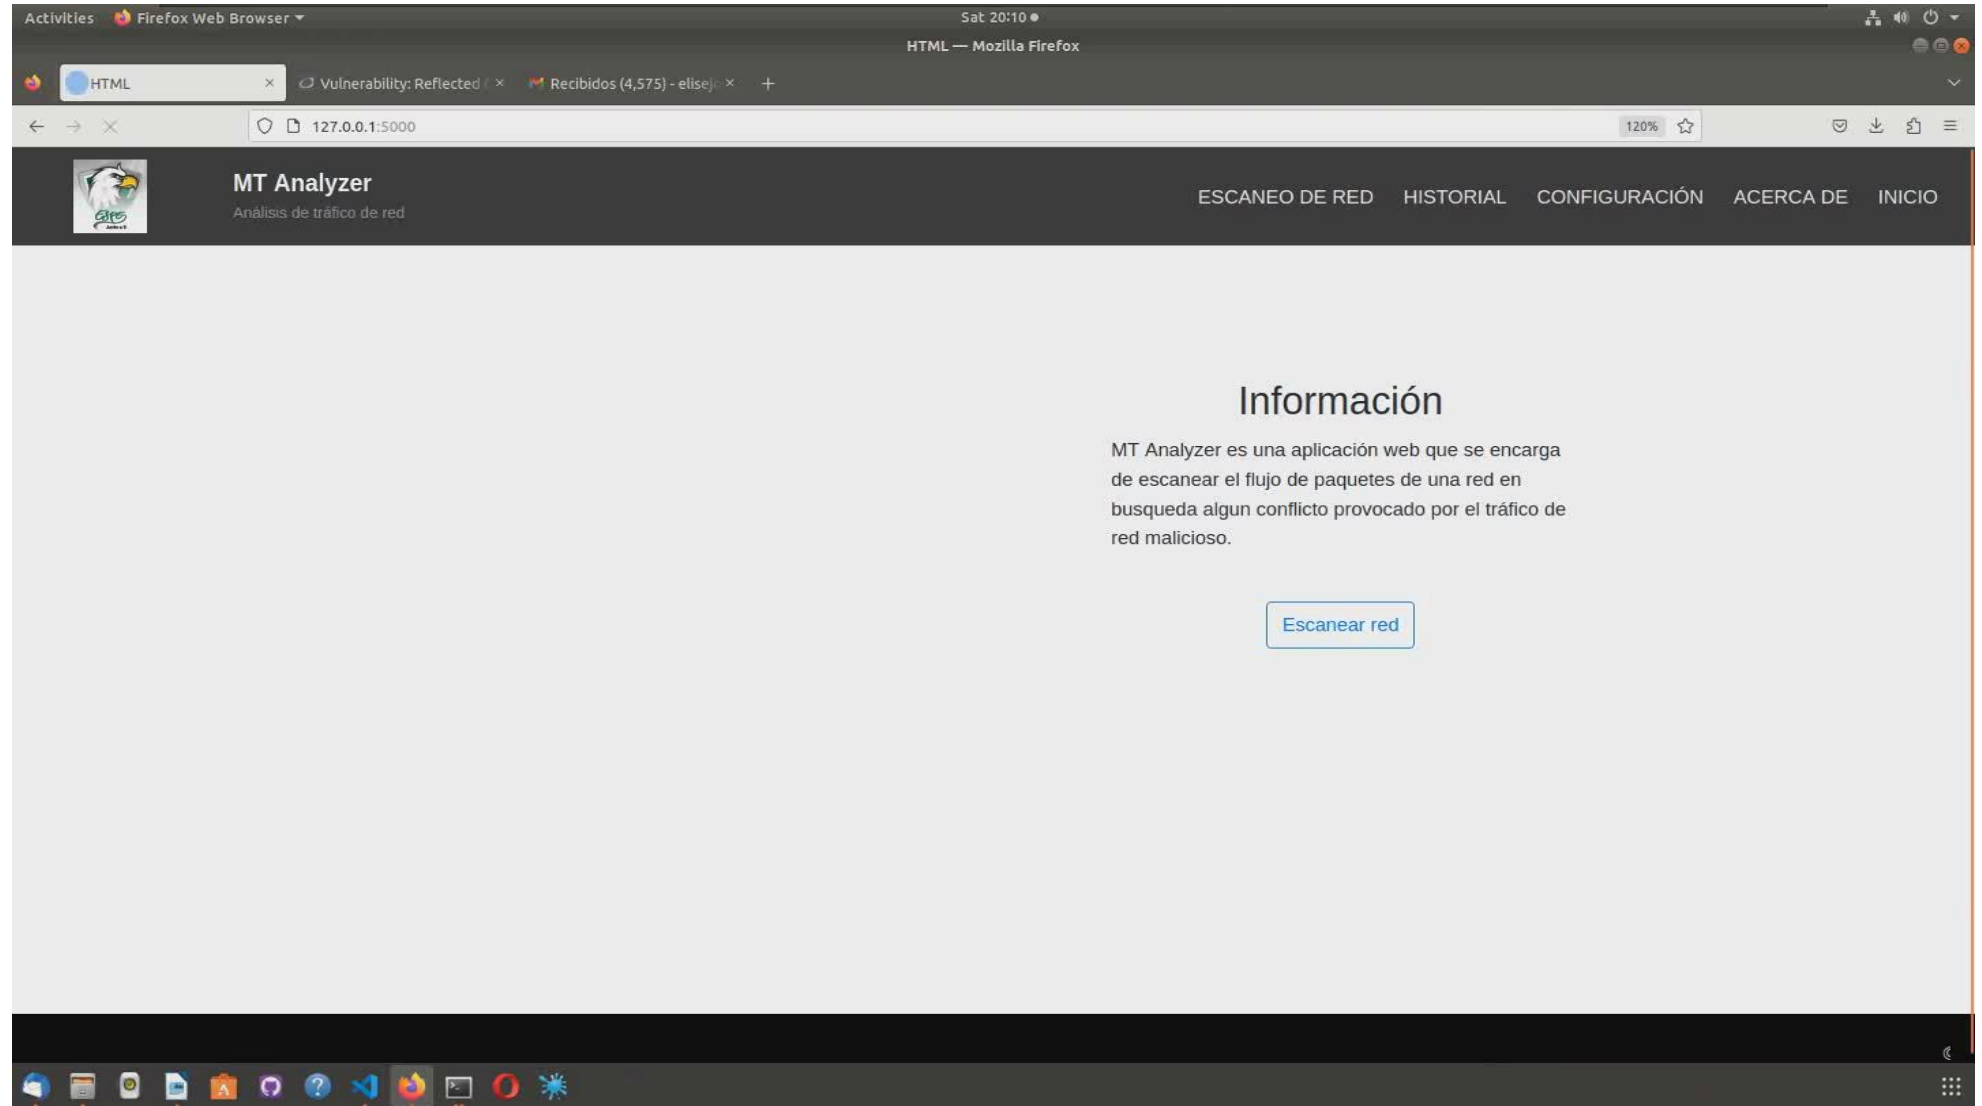 Activities Firefox Web Browser Sat 20:10
HTML — Mozilla Firefox
HTML Vulnerability: Reflected Recibidos (4,575) - elisejo
127.0.0.1:5000 120%
MT Analyzer
Análisis de tráfico de red
ESCANEO DE RED HISTORIAL CONFIGURACIÓN ACERCA DE INICIO
Información
MT Analyzer es una aplicación web que se encarga
de escanear el flujo de paquetes de una red en
busqueda algun conflicto provocado por el tráfico de
red malicioso.
Escanear red